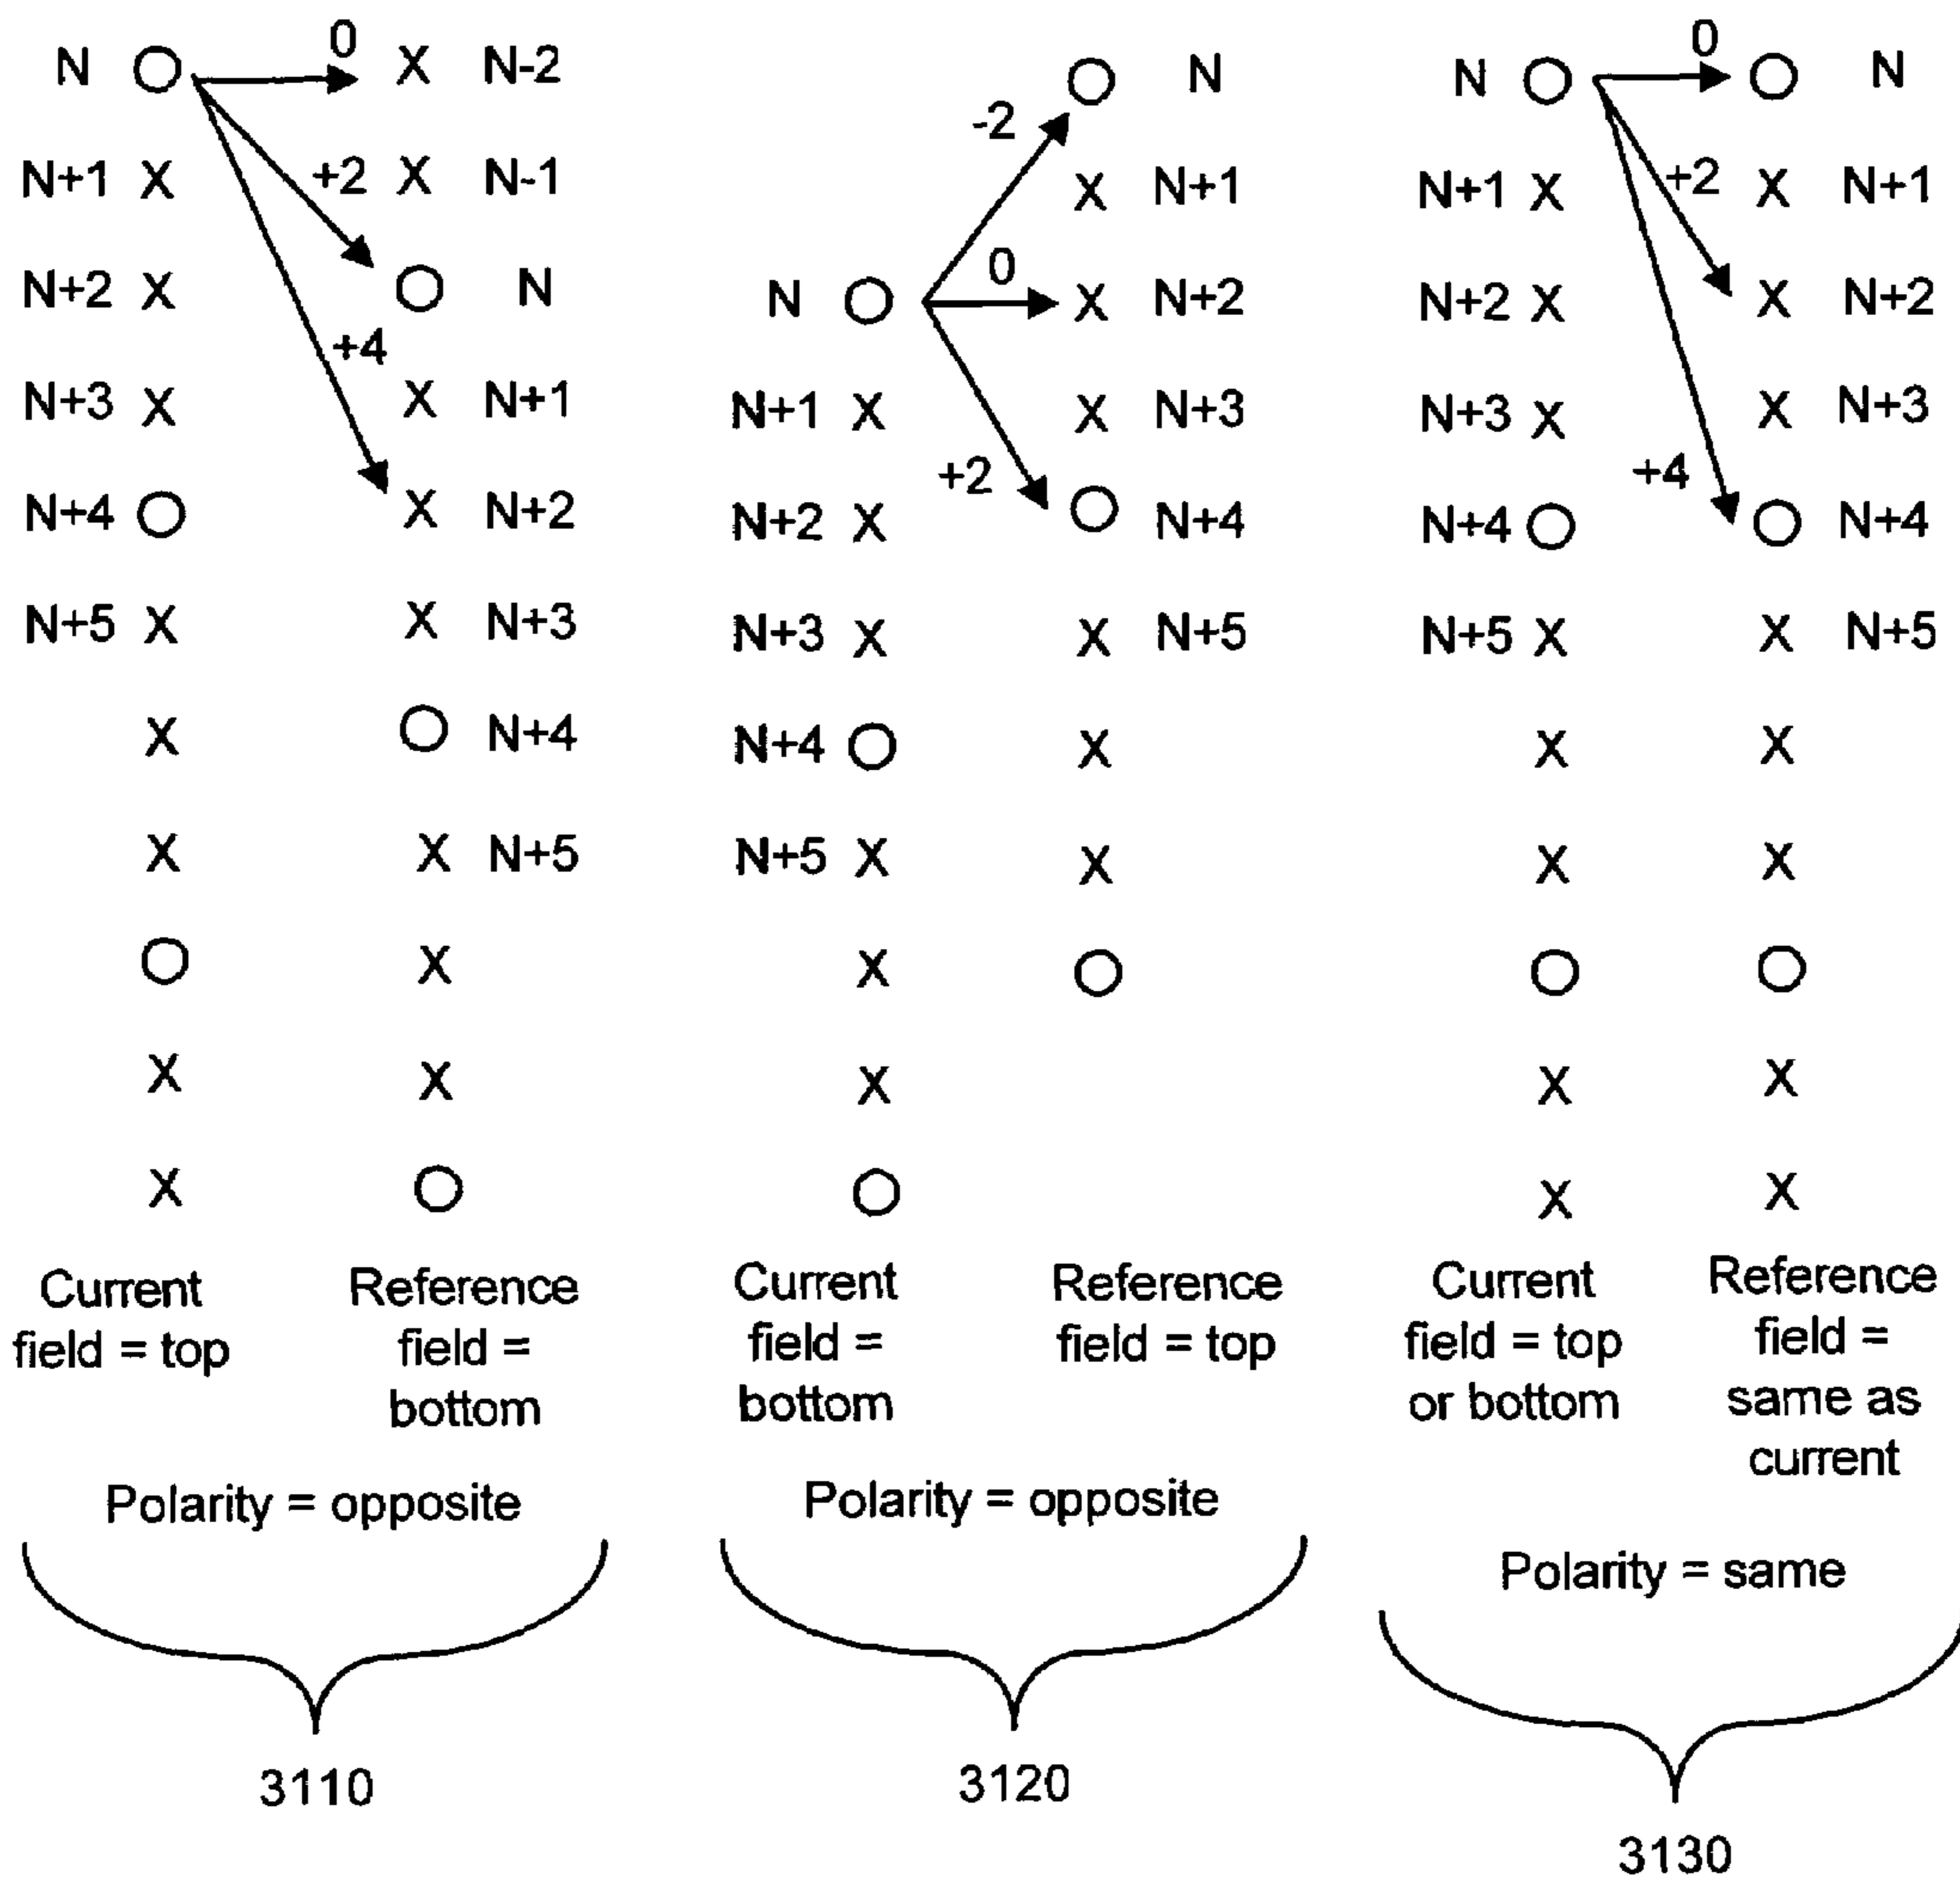 N O 0 X N-2
N+1 X +2 X N-1
N+2 X O N
N+3 X +4 X N+1
N+4 O X N+2
N+5 X X N+3
X O N+4
X X N+5
O X
X X
X O
Current
field = top
Reference
field =
bottom
Polarity = opposite
3110
-2 O N
X N+1
N O 0 X N+2
N+1 X X N+3
N+2 X +2 O N+4
N+3 X X N+5
N+4 O X
N+5 X X
X O
X
O
Current
field =
bottom
Reference
field = top
Polarity = opposite
3120
N O 0 O N
N+1 X +2 X N+1
N+2 X X N+2
N+3 X X N+3
N+4 O +4 O N+4
N+5 X X N+5
X X
X X
O O
X X
X X
Current
field = top
or bottom
Reference
field =
same as
current
Polarity = same
3130